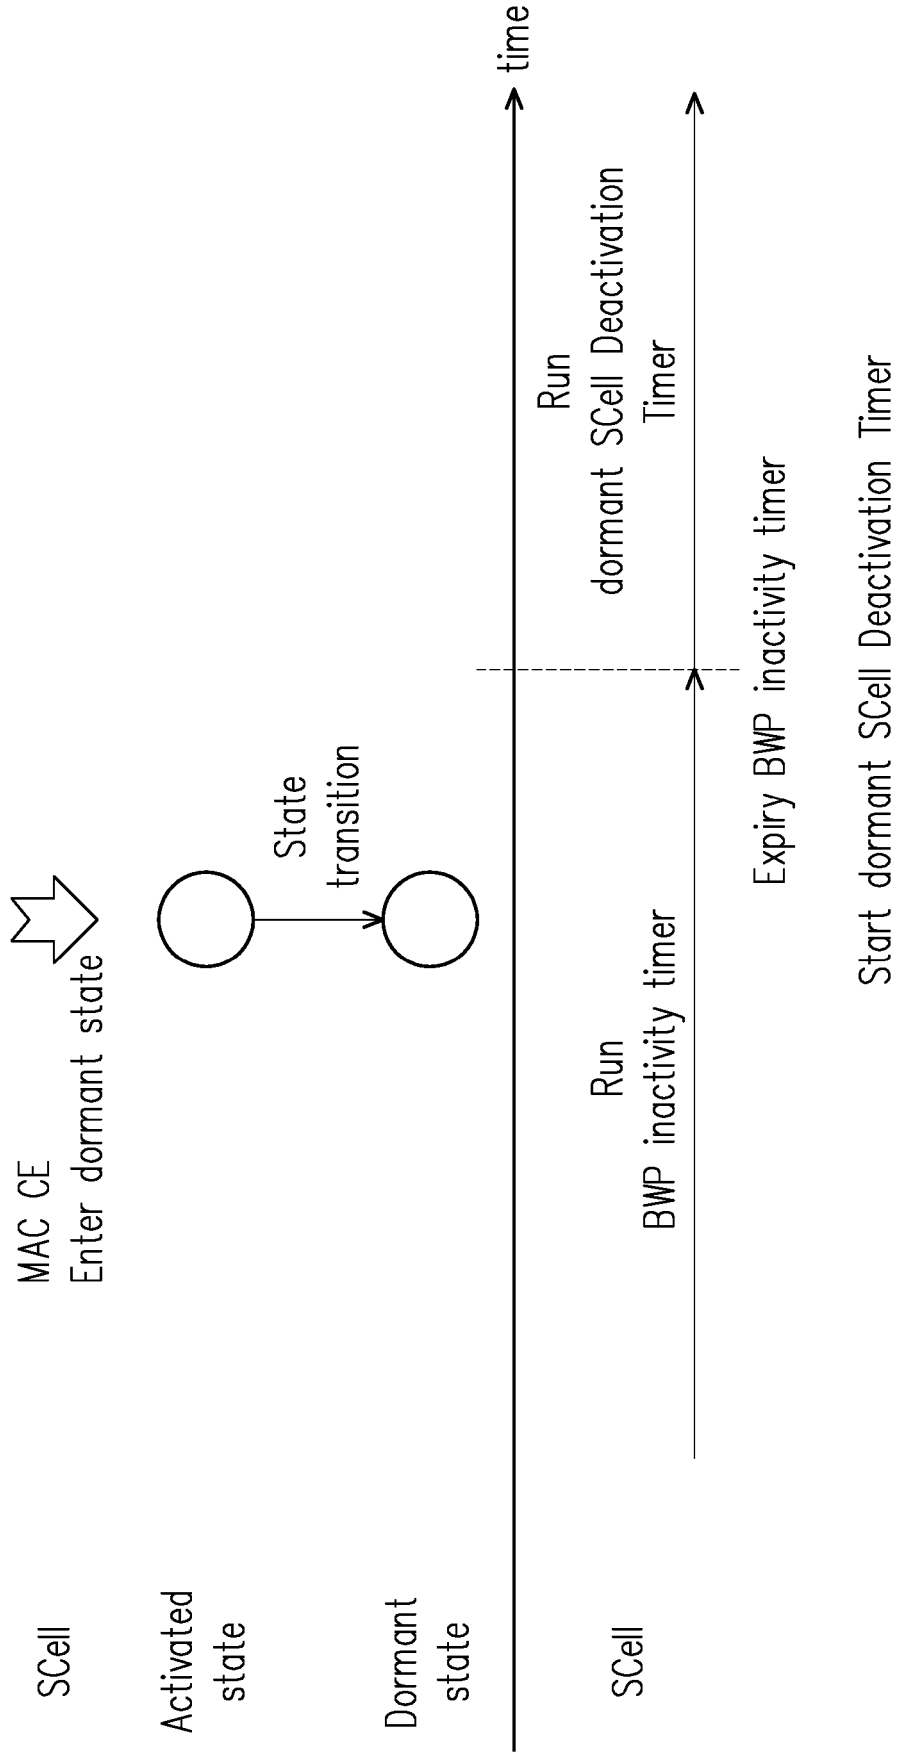 SCell
MAC CE
Enter dormant state
Activated
state
State
transition
Dormant
state
time
SCell
Run
BWP inactivity timer
Run
dormant SCell Deactivation
Timer
Expiry BWP inactivity timer
Start dormant SCell Deactivation Timer